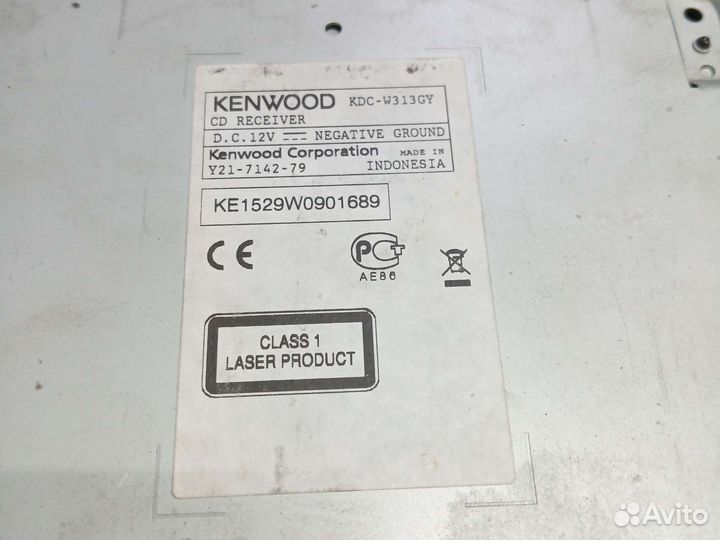 KENWOOD KDC-W313GY
CD RECEIVER
D.C.12V NEGATIVE GROUND
Kenwood Corporation MADE IN
Y21-7142-79 INDONESIA
KE1529W0901689
CE
РСТ
AE86
CLASS 1
LASER PRODUCT
Avito